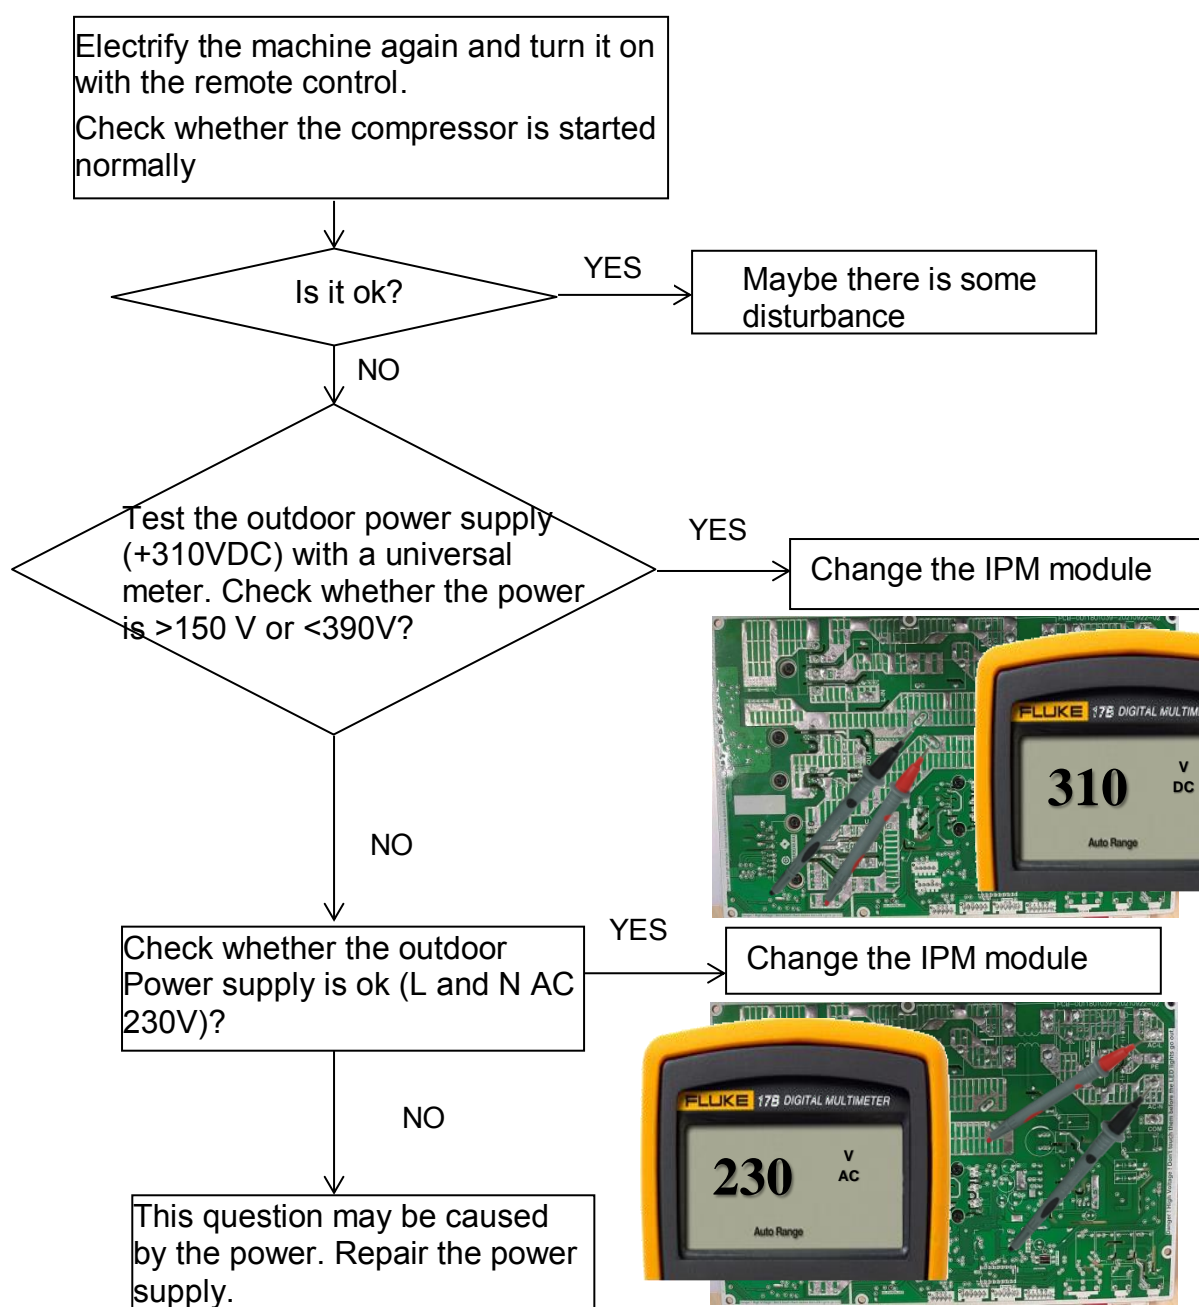 Electrify the machine again and turn it on
with the remote control.
Check whether the compressor is started
normally
Is it ok?
YES
Maybe there is some
disturbance
NO
Test the outdoor power supply
(+310VDC) with a universal
meter. Check whether the power
is >150 V or <390V?
YES
Change the IPM module
FLUKE 17B DIGITAL MULTIM
310
V
DC
Auto Range
NO
Check whether the outdoor
Power supply is ok (L and N AC
230V)?
YES
Change the IPM module
AC-L
PE
AC-N
COM
FLUKE 17B DIGITAL MULTIMETER
230
V
AC
Auto Range
NO
This question may be caused
by the power. Repair the power
supply.